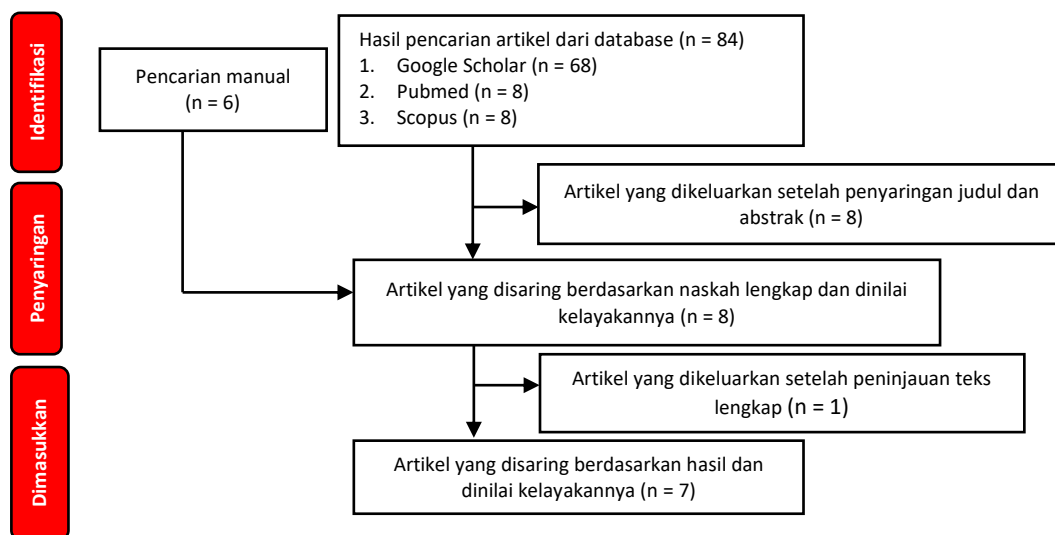 Identifikasi
Pencarian manual
(n = 6)
Hasil pencarian artikel dari database (n = 84)
1. Google Scholar (n = 68)
2. Pubmed (n = 8)
3. Scopus (n = 8)
Penyaringan
Artikel yang dikeluarkan setelah penyaringan judul dan
abstrak (n = 8)
Artikel yang disaring berdasarkan naskah lengkap dan dinilai
kelayakannya (n = 8)
Dimasukkan
Artikel yang dikeluarkan setelah peninjauan teks
lengkap (n = 1)
Artikel yang disaring berdasarkan hasil dan
dinilai kelayakannya (n = 7)